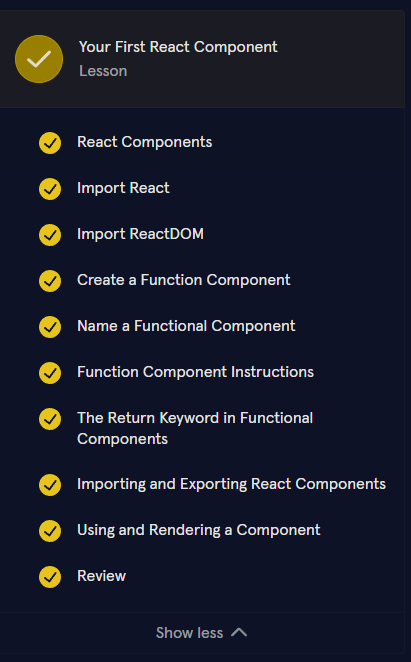 Your First React Component
Lesson
React Components
Import React
Import ReactDOM
Create a Function Component
Name a Functional Component
Function Component Instructions
The Return Keyword in Functional
Components
Importing and Exporting React Components
Using and Rendering a Component
Review
Show less